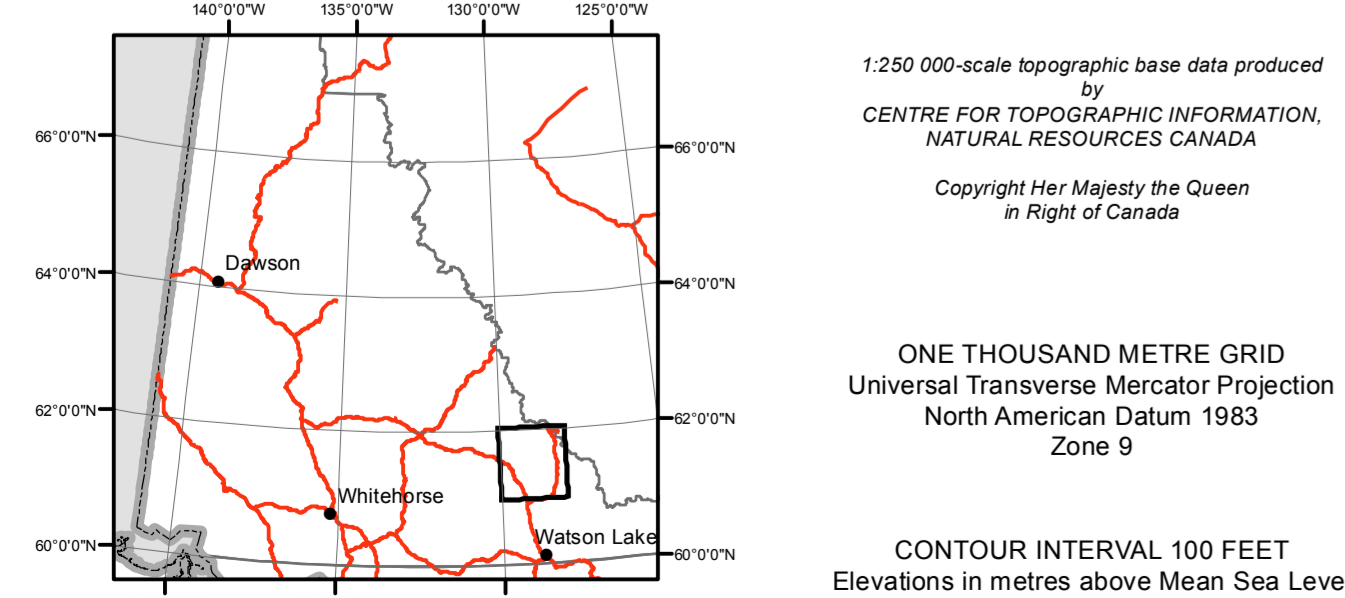 140°0'0"W 135°0'0"W 130°0'0"W 125°0'0"W
66°0'0"N
66°0'0"N
Dawson
64°0'0"N
64°0'0"N
62°0'0"N
62°0'0"N
Whitehorse
Watson Lake
60°0'0"N
60°0'0"N
1:250 000-scale topographic base data produced
by
CENTRE FOR TOPOGRAPHIC INFORMATION,
NATURAL RESOURCES CANADA
Copyright Her Majesty the Queen
in Right of Canada
ONE THOUSAND METRE GRID
Universal Transverse Mercator Projection
North American Datum 1983
Zone 9
CONTOUR INTERVAL 100 FEET
Elevations in metres above Mean Sea Leve